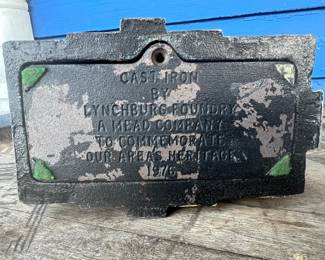 CAST IRON
BY
LYNCHBURG FOUNDRY
A MEAD COMPANY
TO COMMEMORATE
OUR AREAS HERITAGE
1976